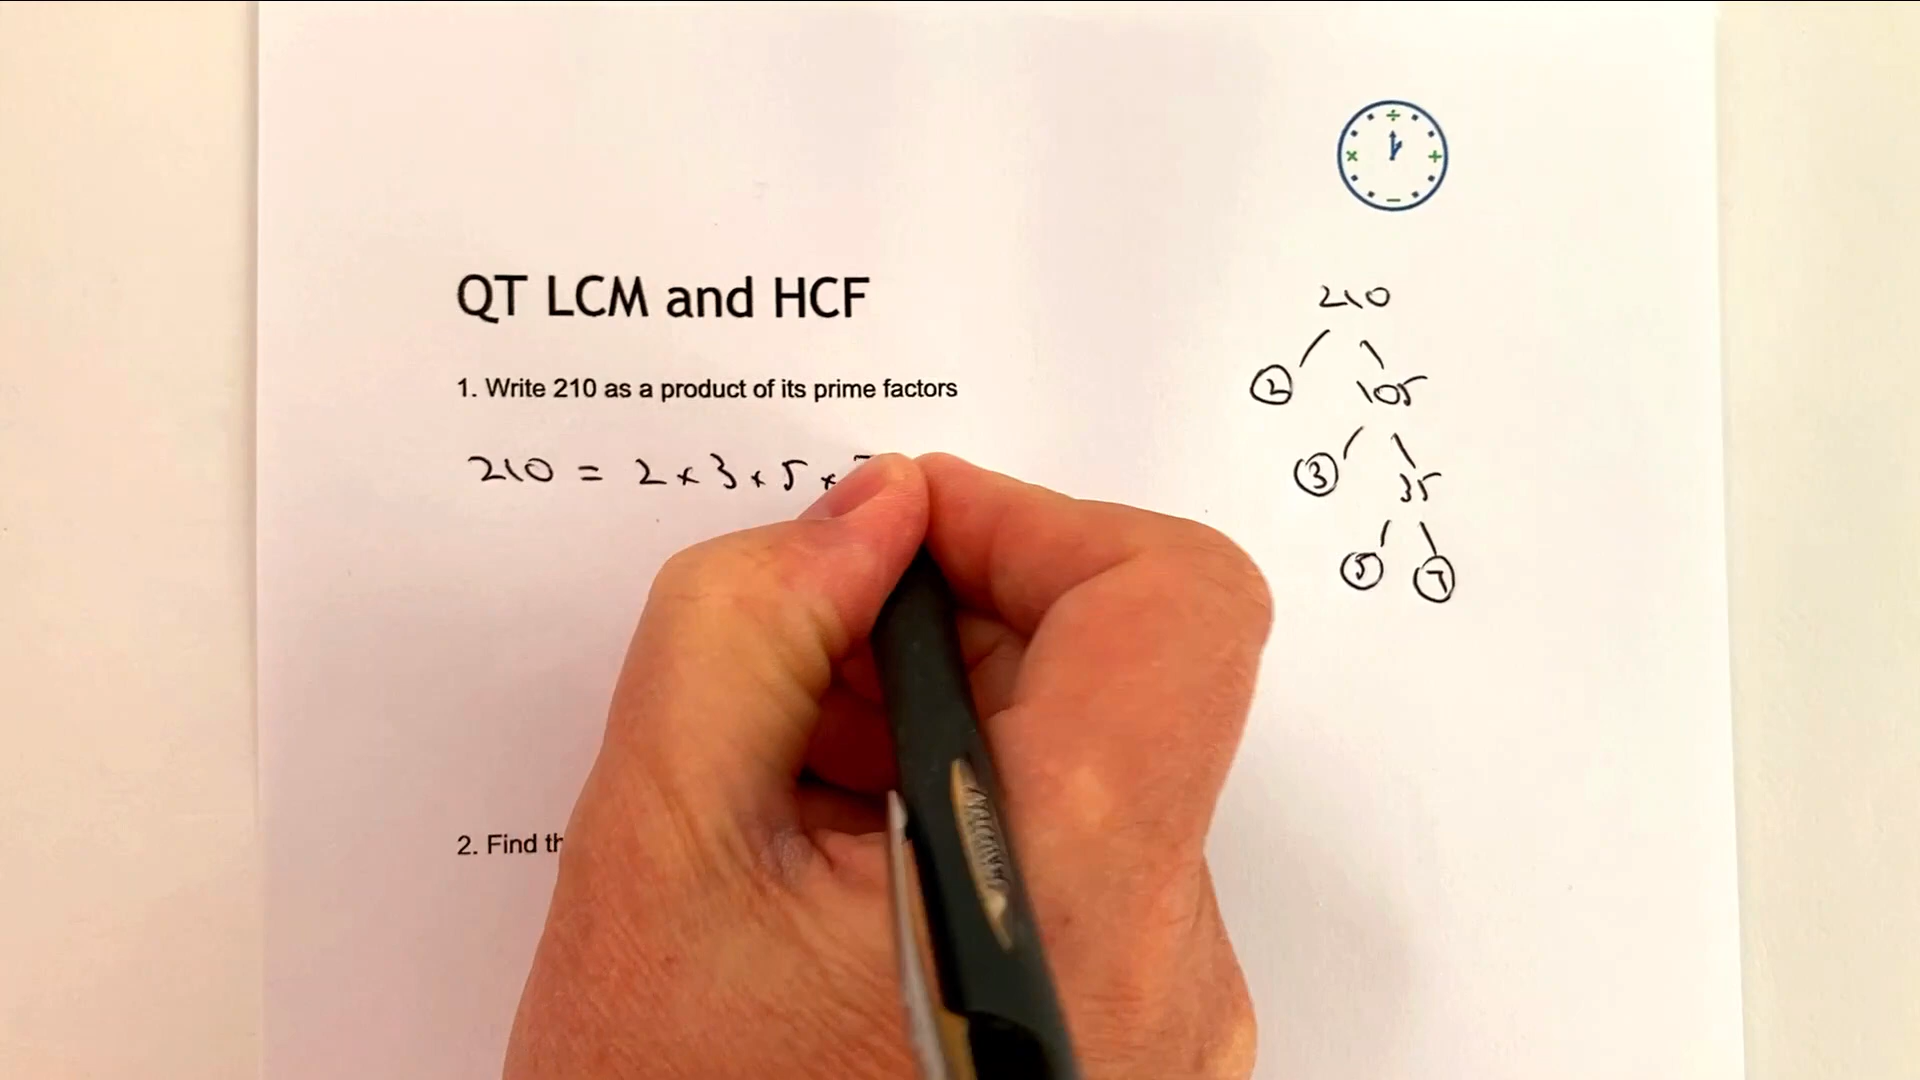 QT LCM and HCF
1. Write 210 as a product of its prime factors
210 = 2 × 3 × 5 ×
210
2 105
3 35
5 7
2. Find